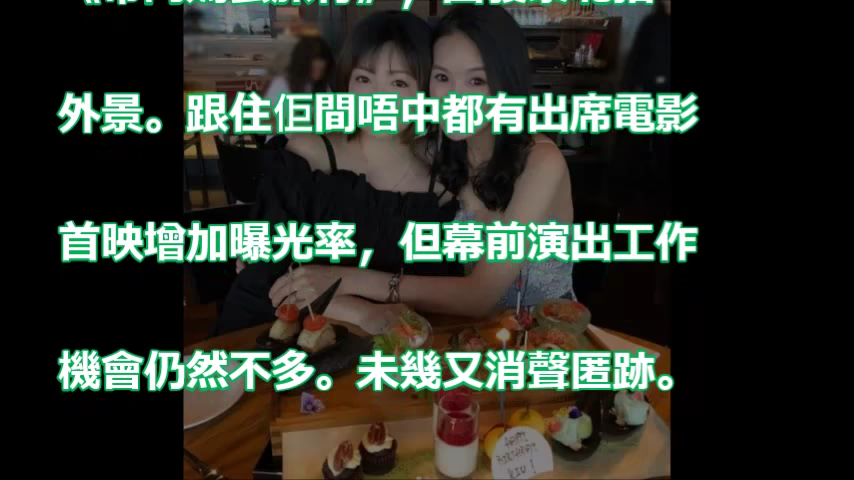 外景。跟住佢間唔中都有出席電影
首映增加曝光率，但幕前演出工作
機會仍然不多。未幾又消聲匿跡。
HAPPY
BIRTHDAY